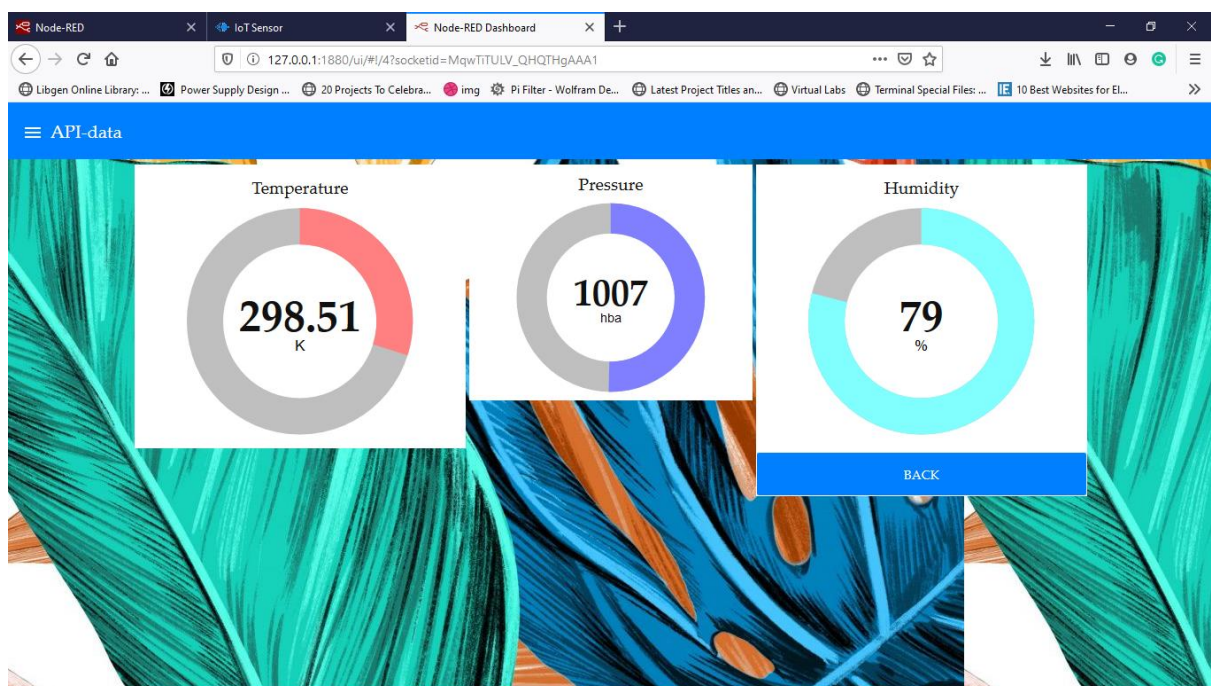 Node-RED
IoT Sensor
Node-RED Dashboard
127.0.0.1:1880/ui/#!/4?socketid=MqwTiTULV_QHQTHgAAA1
Libgen Online Library: ...
Power Supply Design ...
20 Projects To Celebra...
img
Pi Filter - Wolfram De...
Latest Project Titles an...
Virtual Labs
Terminal Special Files: ...
IE
10 Best Websites for El...
API-data
Temperature
298.51
K
Pressure
1007
hba
Humidity
79
%
BACK